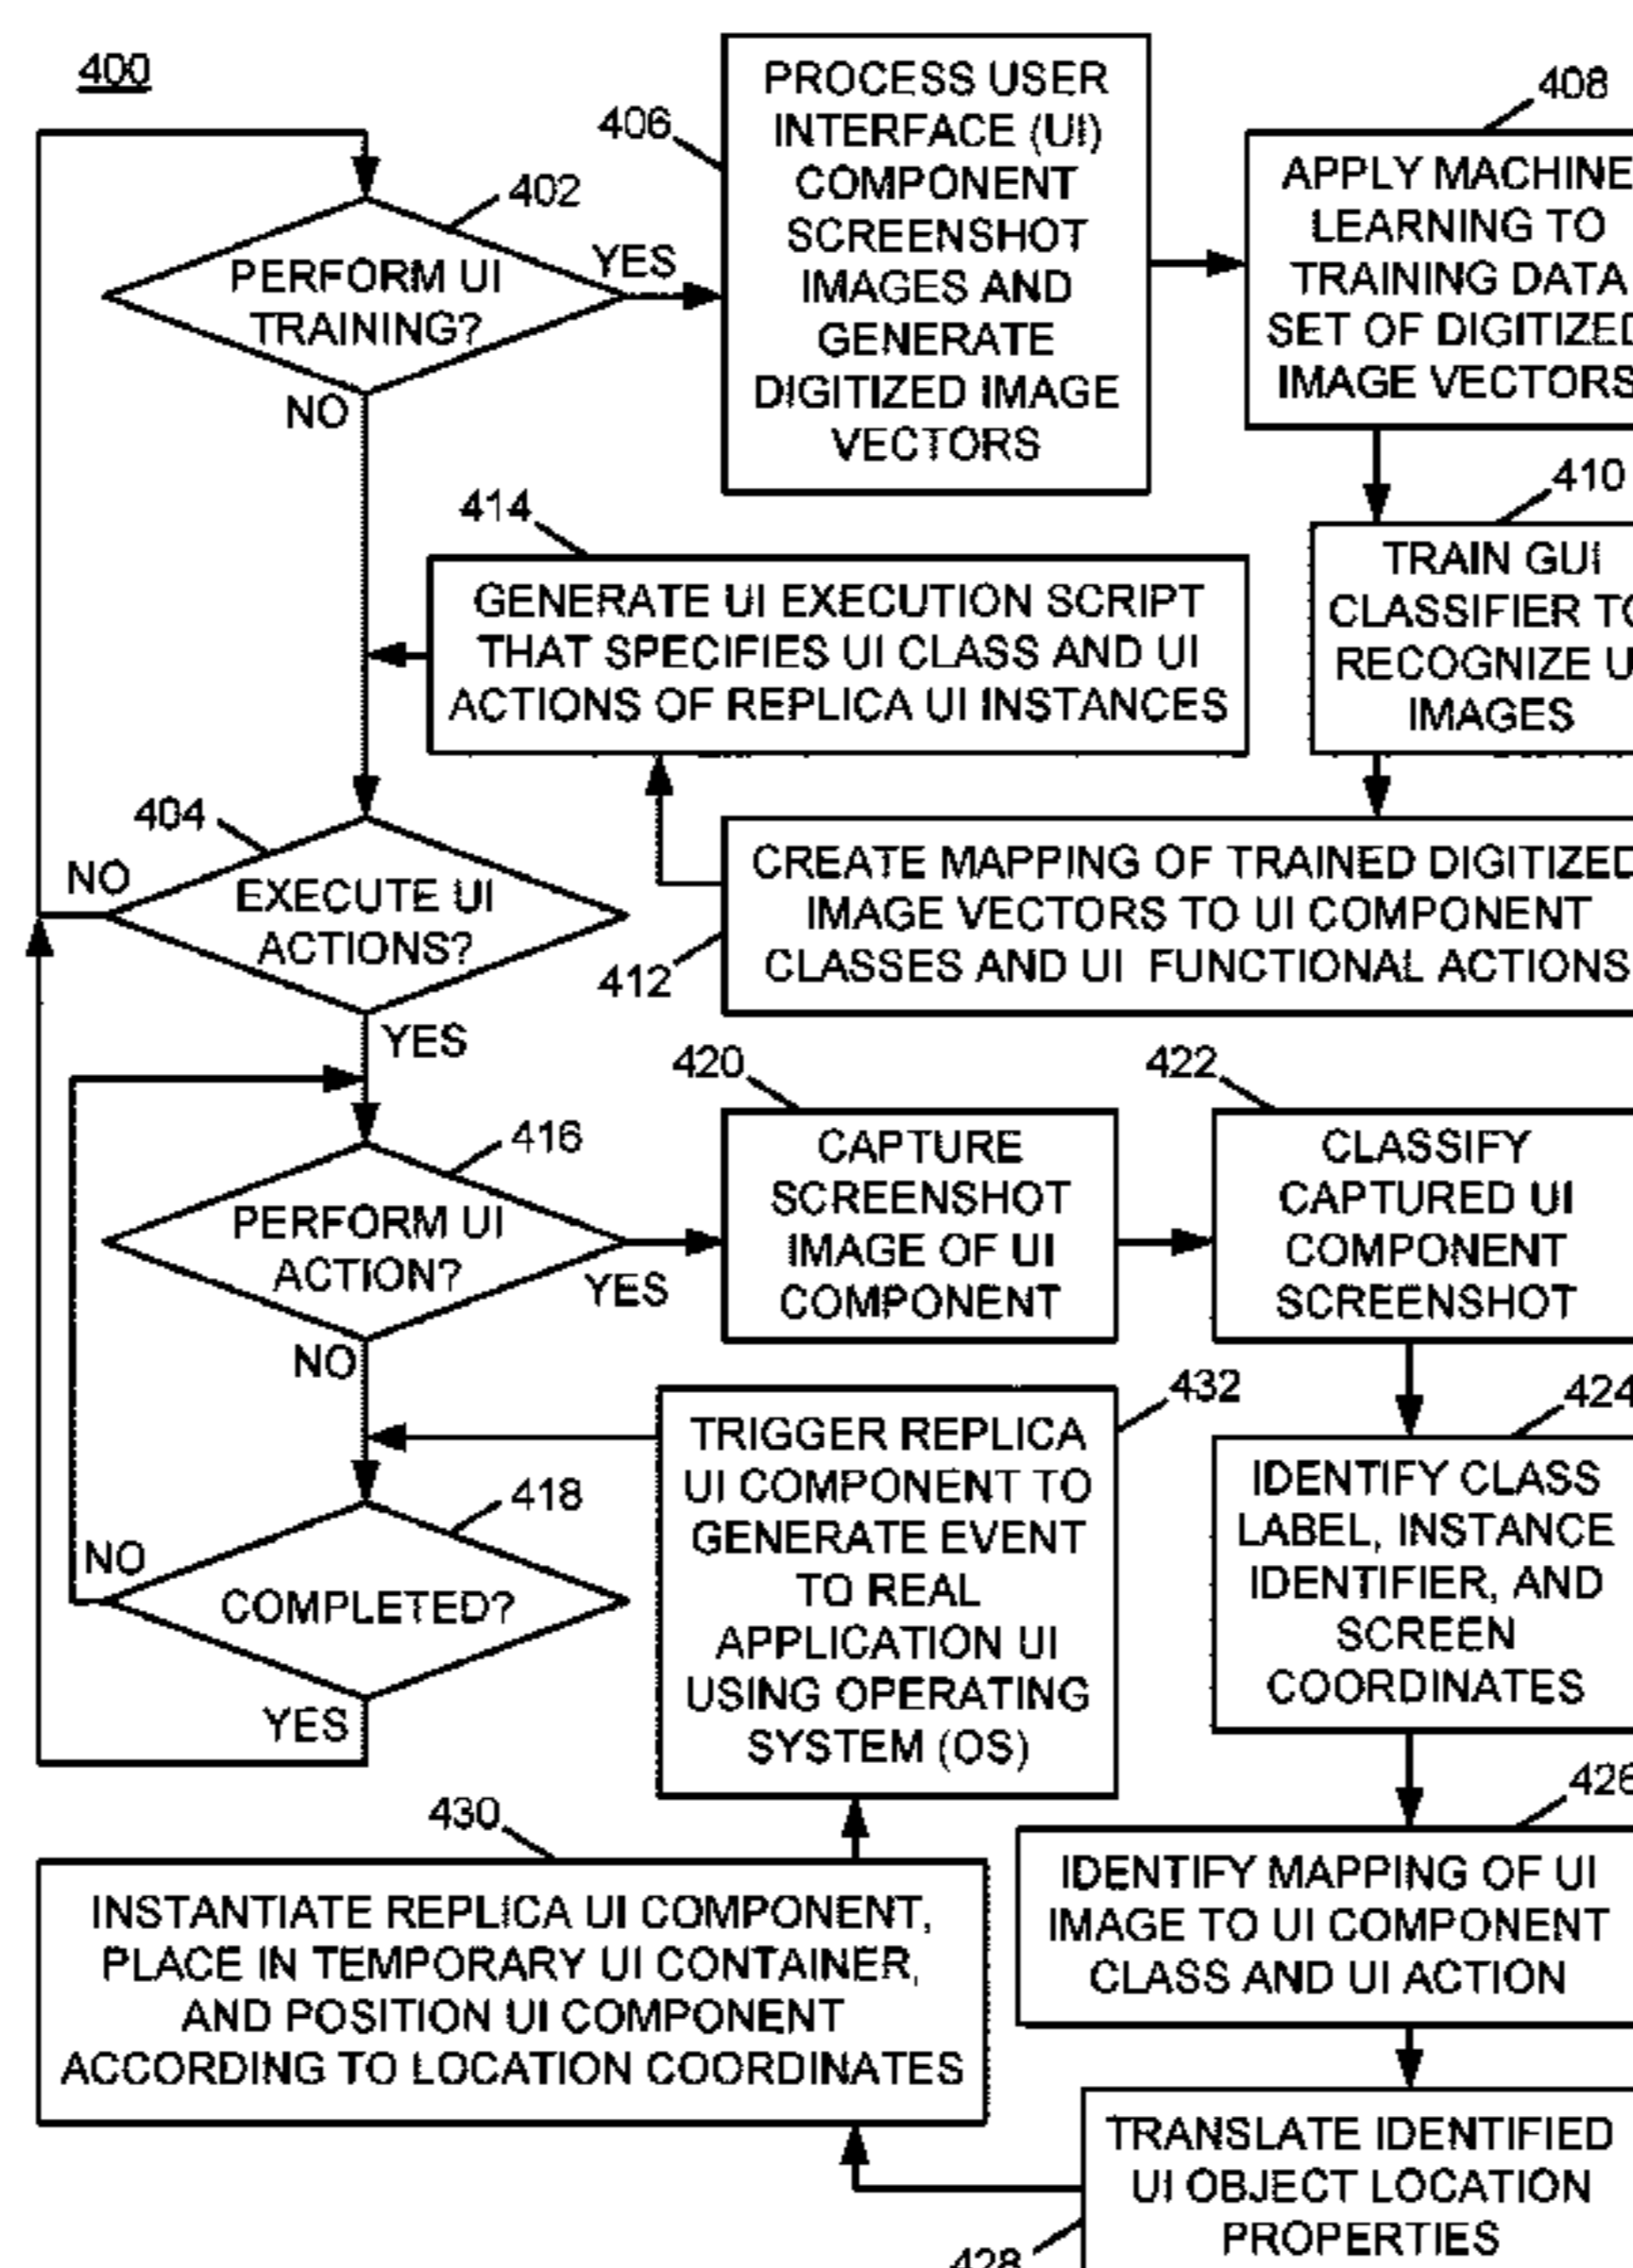 400
402
PERFORM UI
TRAINING?
YES
NO
406
PROCESS USER
INTERFACE (UI)
COMPONENT
SCREENSHOT
IMAGES AND
GENERATE
DIGITIZED IMAGE
VECTORS
408
APPLY MACHINE
LEARNING TO
TRAINING DATA
SET OF DIGITIZED
IMAGE VECTORS
410
TRAIN GUI
CLASSIFIER TO
RECOGNIZE
IMAGES
414
GENERATE UI EXECUTION SCRIPT
THAT SPECIFIES UI CLASS AND UI
ACTIONS OF REPLICA UI INSTANCES
404
NO
EXECUTE UI
ACTIONS?
YES
412
CREATE MAPPING OF TRAINED DIGITIZED
IMAGE VECTORS TO UI COMPONENT
CLASSES AND UI FUNCTIONAL ACTIONS
416
PERFORM UI
ACTION?
YES
NO
420
CAPTURE
SCREENSHOT
IMAGE OF UI
COMPONENT
422
CLASSIFY
CAPTURED UI
COMPONENT
SCREENSHOT
418
NO
COMPLETED?
YES
432
TRIGGER REPLICA
UI COMPONENT TO
GENERATE EVENT
TO REAL
APPLICATION UI
USING OPERATING
SYSTEM (OS)
424
IDENTIFY CLASS
LABEL, INSTANCE
IDENTIFIER, AND
SCREEN
COORDINATES
426
IDENTIFY MAPPING OF UI
IMAGE TO UI COMPONENT
CLASS AND UI ACTION
430
INSTANTIATE REPLICA UI COMPONENT,
PLACE IN TEMPORARY UI CONTAINER,
AND POSITION UI COMPONENT
ACCORDING TO LOCATION COORDINATES
428
TRANSLATE IDENTIFIED
UI OBJECT LOCATION
PROPERTIES